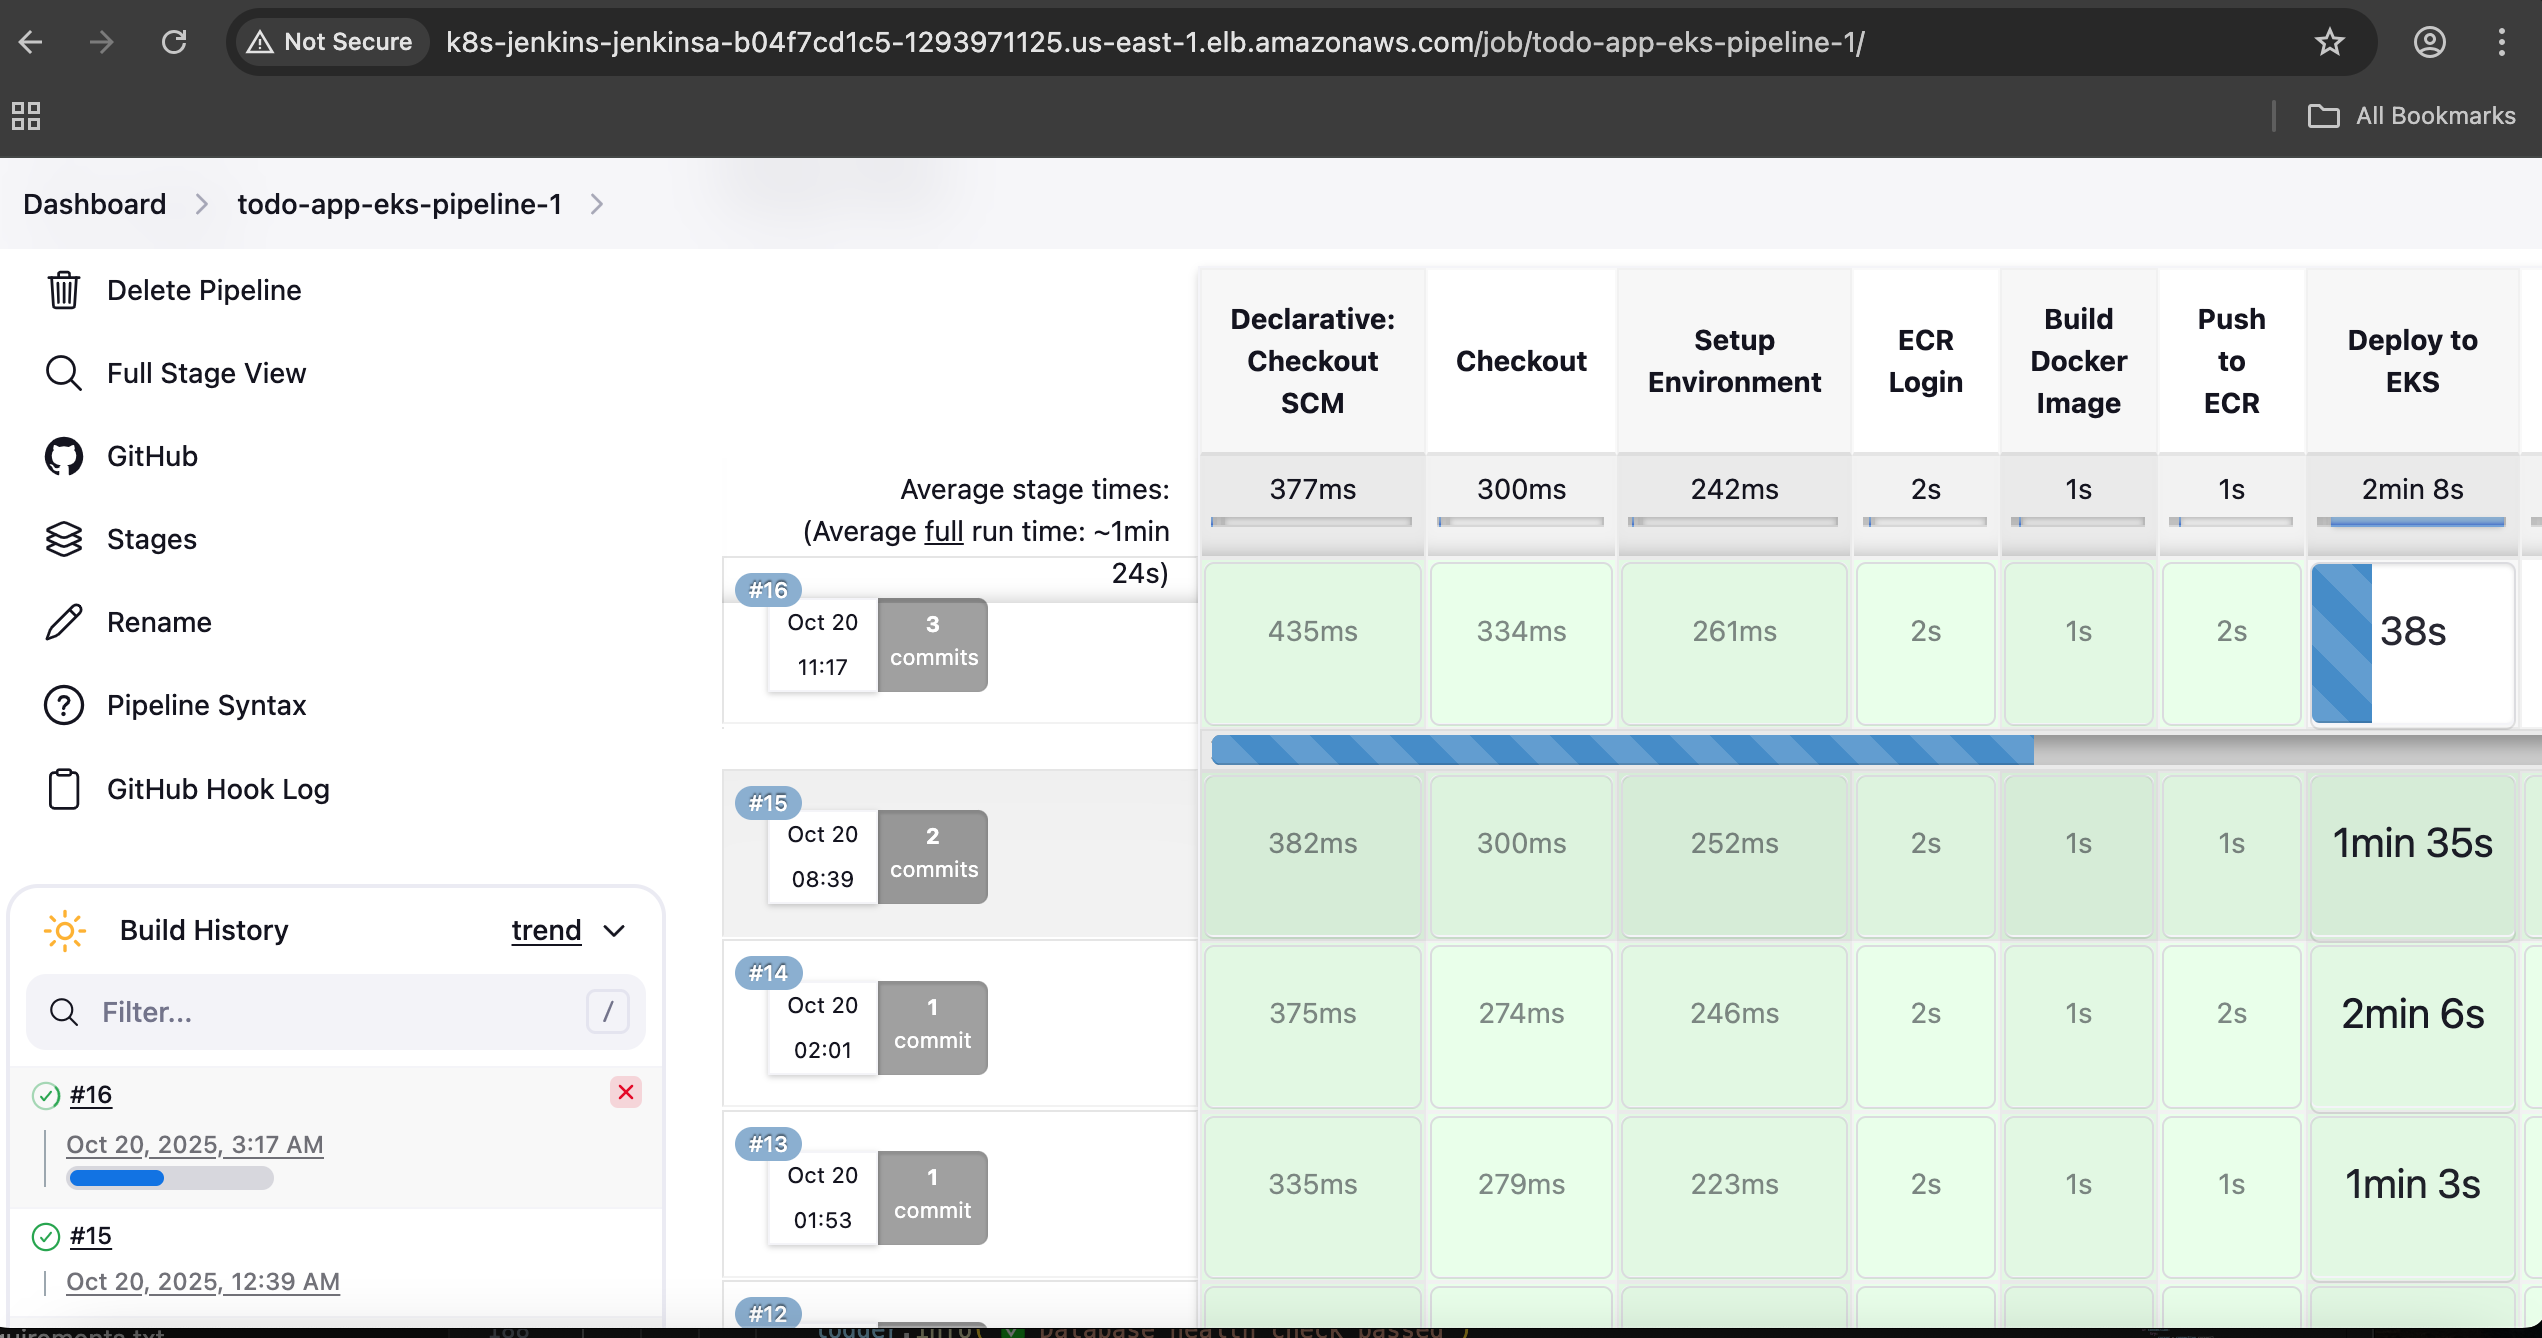 Not Secure
k8s-jenkins-jenkinsa-b04f7cd1c5-1293971125.us-east-1.elb.amazonaws.com/job/todo-app-eks-pipeline-1/
All Bookmarks
Dashboard
todo-app-eks-pipeline-1
Delete Pipeline
Full Stage View
GitHub
Stages
Rename
Pipeline Syntax
GitHub Hook Log
Build History
trend
Filter...
/
#16
Oct 20, 2025, 3:17 AM
#15
Oct 20, 2025, 12:39 AM
Declarative:
Checkout
SCM
Checkout
Setup
Environment
ECR
Login
Build
Docker
Image
Push
to
ECR
Deploy to
EKS
Average stage times:
(Average full run time: ~1min
24s)
377ms
300ms
242ms
2s
1s
1s
2min 8s
#16
Oct 20
11:17
3
commits
435ms
334ms
261ms
2s
1s
2s
38s
#15
Oct 20
08:39
2
commits
382ms
300ms
252ms
2s
1s
1s
1min 35s
#14
Oct 20
02:01
1
commit
375ms
274ms
246ms
2s
1s
2s
2min 6s
#13
Oct 20
01:53
1
commit
335ms
279ms
223ms
2s
1s
1s
1min 3s
#12